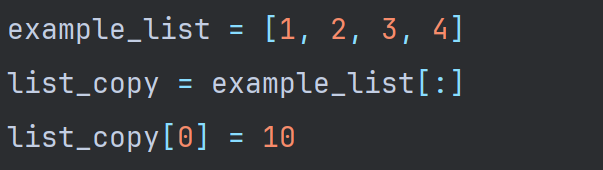 example_list = [1, 2, 3, 4]
list_copy = example_list[:]
list_copy[0] = 10